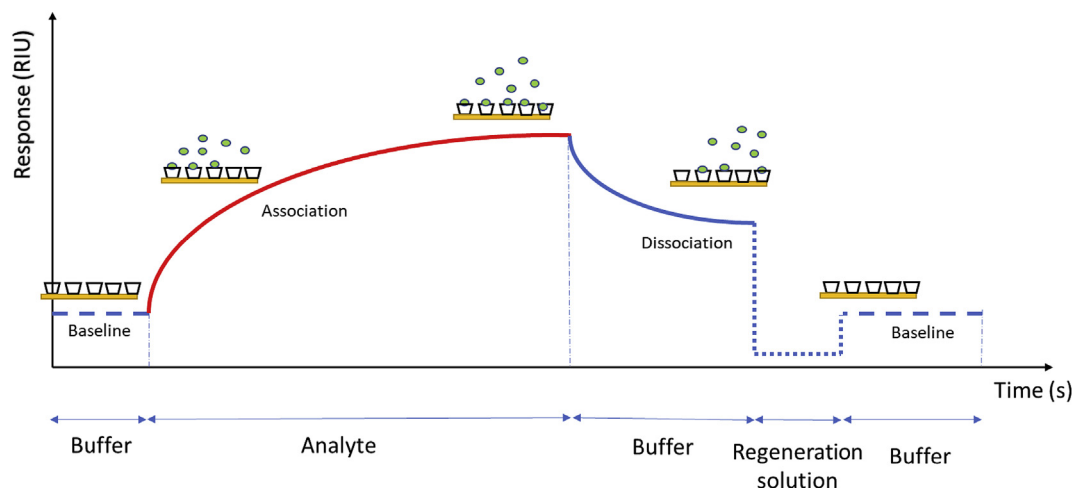 Response (RIU)
Association
Dissociation
Baseline
Baseline
Time (s)
Buffer
Analyte
Buffer
Regeneration
solution
Buffer